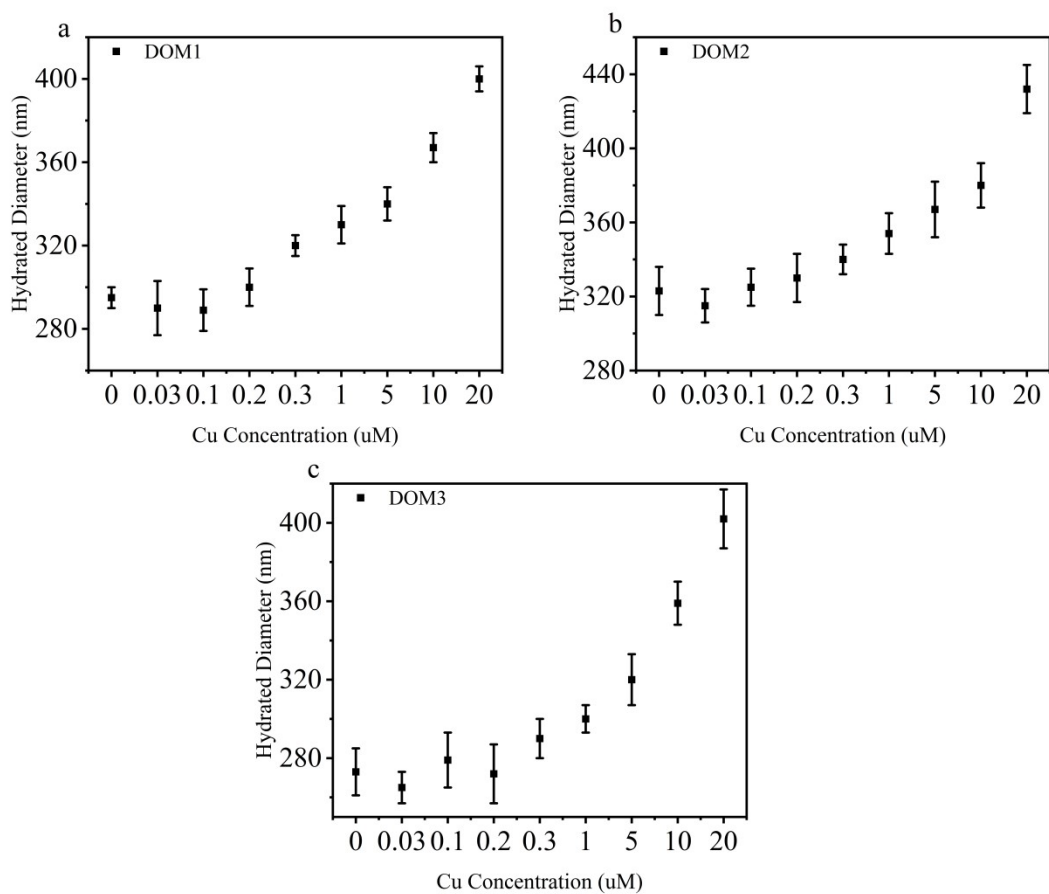 a
DOM1
400
360
320
280
Hydrated Diameter (nm)
0 0.03 0.1 0.2 0.3 1 5 10 20
Cu Concentration (uM)
b
DOM2
440
400
360
320
280
Hydrated Diameter (nm)
0 0.03 0.1 0.2 0.3 1 5 10 20
Cu Concentration (uM)
c
DOM3
400
360
320
280
Hydrated Diameter (nm)
0 0.03 0.1 0.2 0.3 1 5 10 20
Cu Concentration (uM)